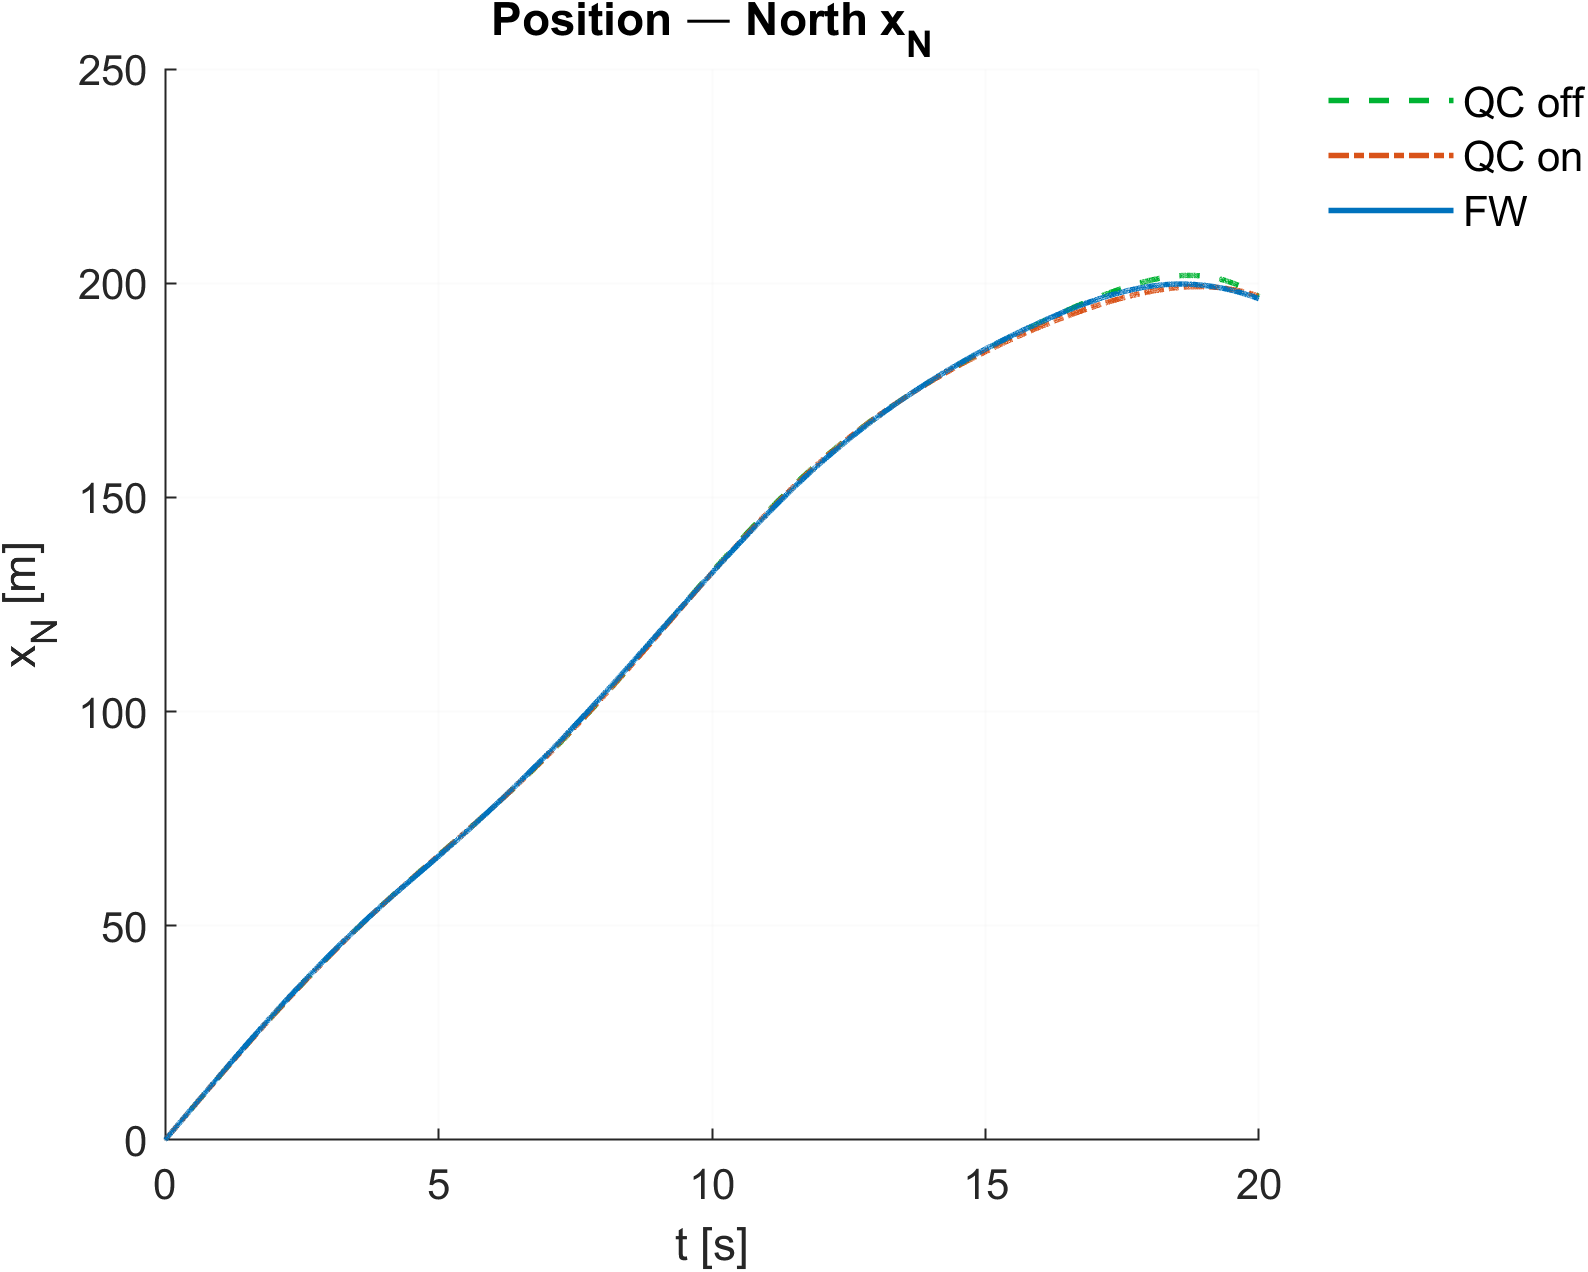 Position — North x_N
250
200
150
100
50
0
x_N [m]
0 5 10 15 20
t [s]
QC off
QC on
FW